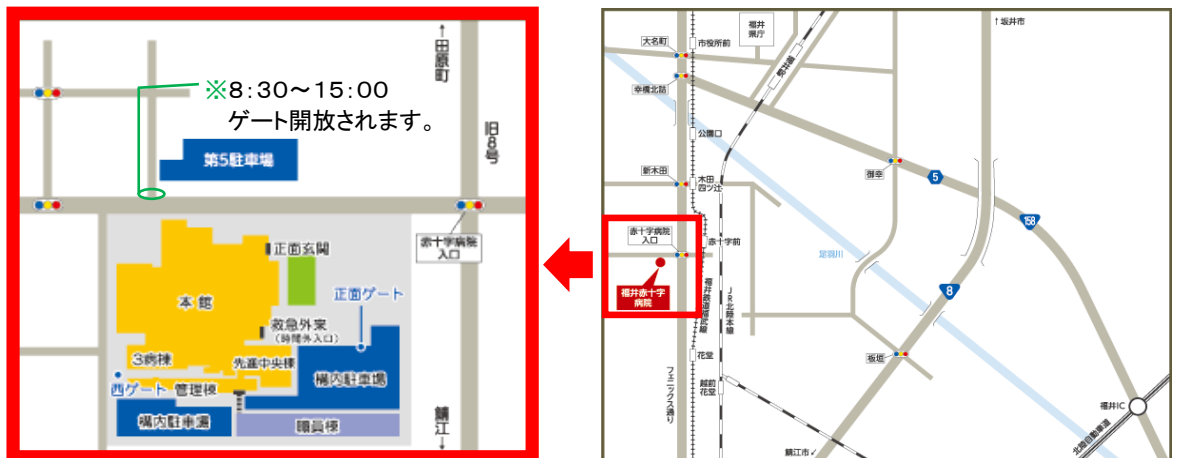 ↑田原町
※8:30～15:00
ゲート開放されます。
旧8号
第5駐車場
赤十字病院
入口
正面玄関
正面ゲート
本館
救急外来
(時間外入口)
3病棟
先進中央棟
構内駐車場
西ゲート
管理棟
構内駐車場
職員棟
鯖江↓
↑坂井市
福井
県庁
大名町
市役所前
幸橋北詰
公園口
新木田
木田
四ツ辻
御幸
5
158
足羽川
赤十字病院
入口
赤十字前
福井赤十字
病院
福井鉄道福武線
JR北陸本線
8
花堂
板垣
フェニックス通り
越前
花堂
福井IC
北陸自動車道
鯖江市↙